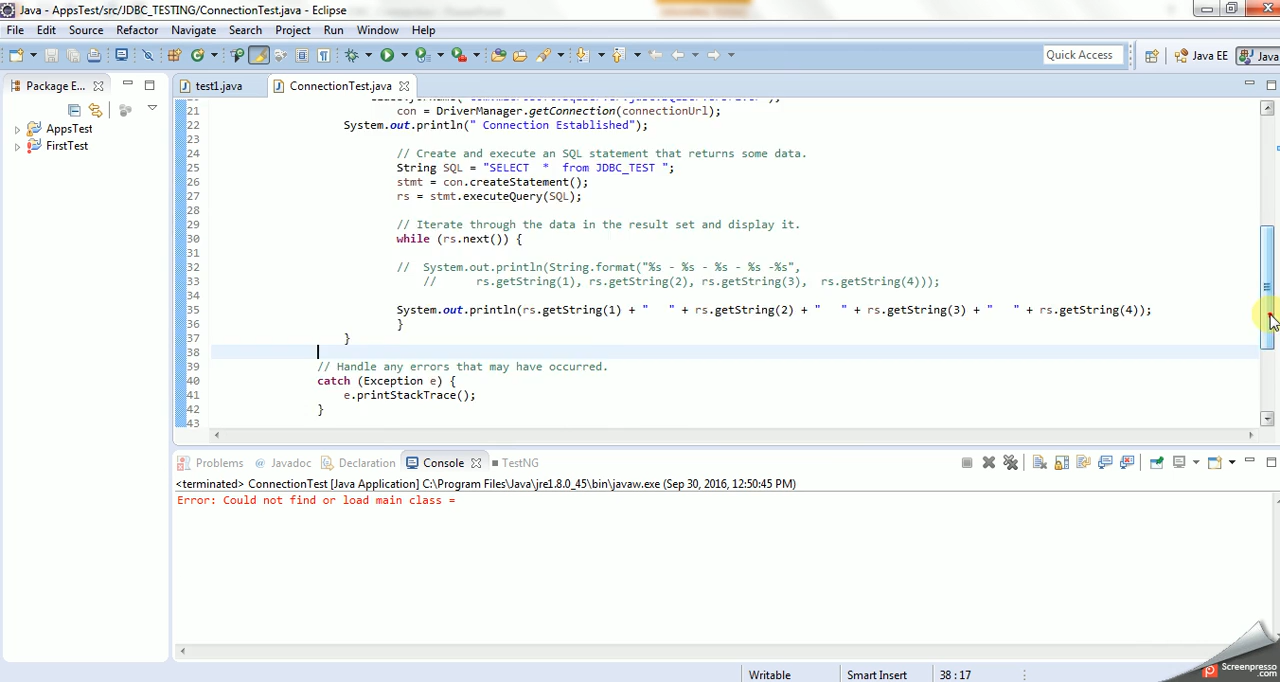 Java - AppsTest/src/JDBC_TESTING/ConnectionTest.java - Eclipse
File Edit Source Refactor Navigate Search Project Run Window Help
Quick Access Java EE Java
Package E... test1.java ConnectionTest.java
AppsTest
FirstTest
21 con = DriverManager.getConnection(connectionUrl);
22 System.out.println(" Connection Established");
23
24 // Create and execute an SQL statement that returns some data.
25 String SQL = "SELECT  *  from JDBC_TEST ";
26 stmt = con.createStatement();
27 rs = stmt.executeQuery(SQL);
28
29 // Iterate through the data in the result set and display it.
30 while (rs.next()) {
31
32 //  System.out.println(String.format("%s - %s - %s - %s -%s",
33 //      rs.getString(1), rs.getString(2), rs.getString(3),  rs.getString(4)));
34
35 System.out.println(rs.getString(1) + "   " + rs.getString(2) + "   " + rs.getString(3) + "   " + rs.getString(4));
36 }
37 }
38
39 // Handle any errors that may have occurred.
40 catch (Exception e) {
41 e.printStackTrace();
42 }
43
Problems Javadoc Declaration Console TestNG
<terminated> ConnectionTest [Java Application] C:\Program Files\Java\jre1.8.0_45\bin\javaw.exe (Sep 30, 2016, 12:50:45 PM)
Error: Could not find or load main class =
Writable Smart Insert 38 : 17
Screenpresso
.com